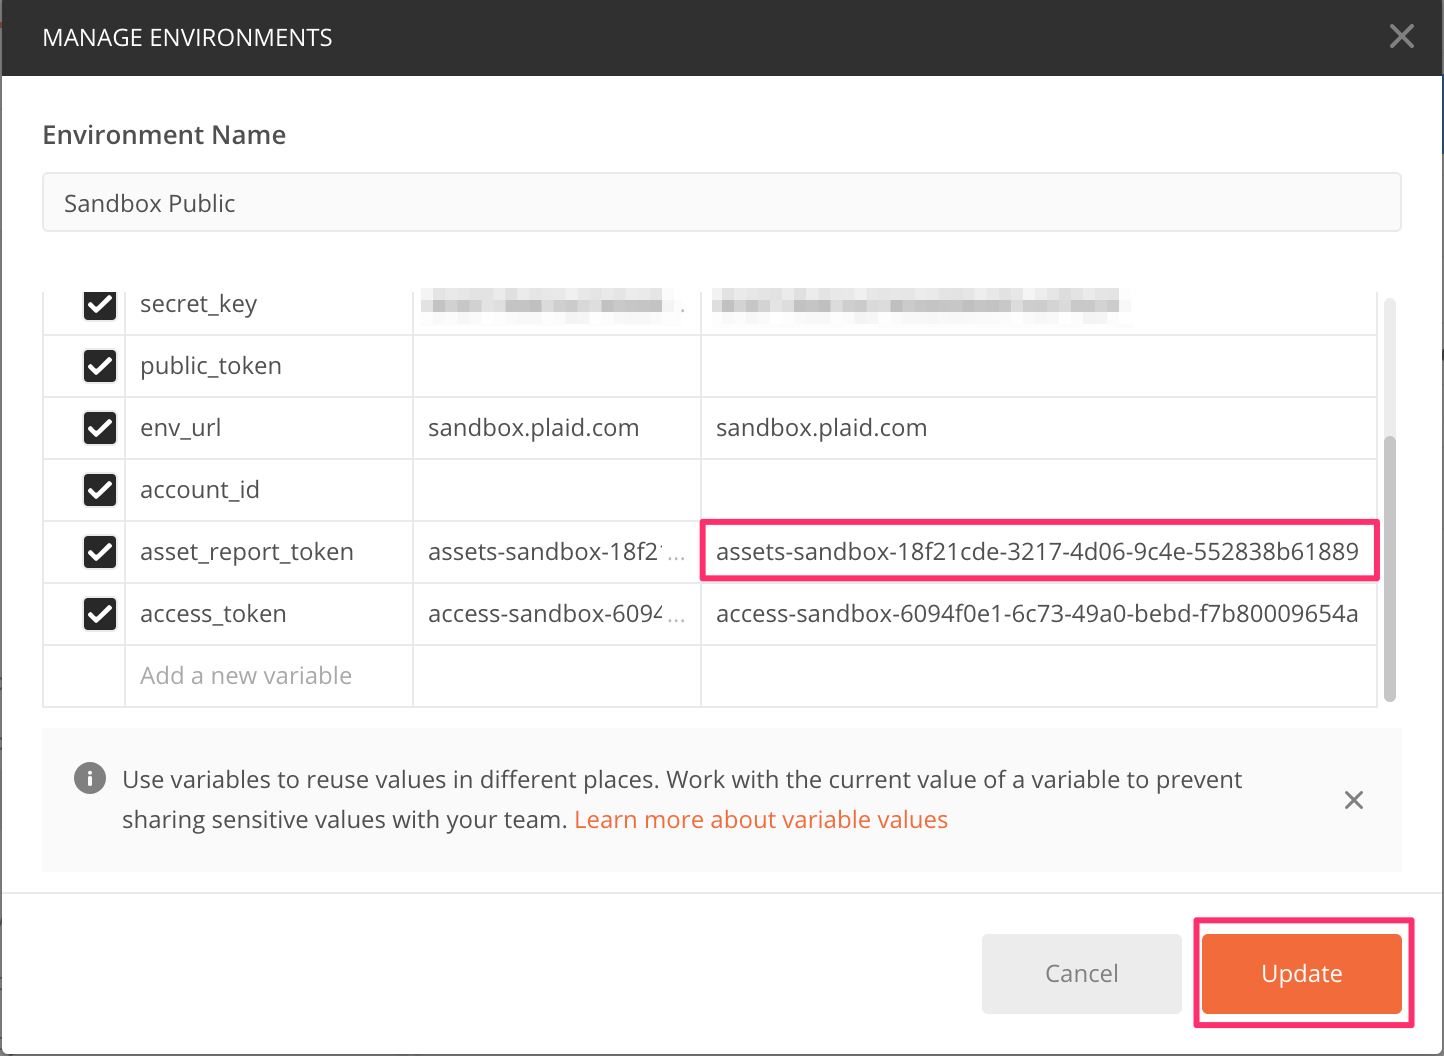 MANAGE ENVIRONMENTS
Environment Name
Sandbox Public
secret_key
public_token
env_url sandbox.plaid.com sandbox.plaid.com
account_id
asset_report_token assets-sandbox-18f2... assets-sandbox-18f21cde-3217-4d06-9c4e-552838b61889
access_token access-sandbox-6094... access-sandbox-6094f0e1-6c73-49a0-bebd-f7b80009654a
Add a new variable
Use variables to reuse values in different places. Work with the current value of a variable to prevent
sharing sensitive values with your team. Learn more about variable values
Cancel Update